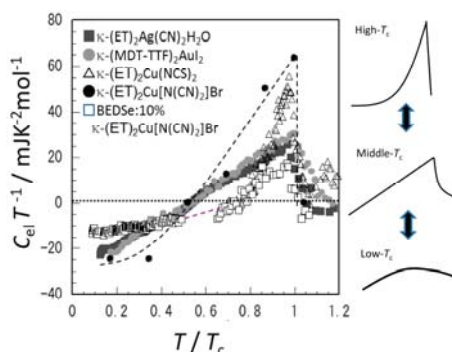 κ-(ET)₂Ag(CN)₂H₂O
κ-(MDT-TTF)₂AuI₂
κ-(ET)₂Cu(NCS)₂
κ-(ET)₂Cu[N(CN)₂]Br
BEDSe:10%
κ-(ET)₂Cu[N(CN)₂]Br
C_el T⁻¹ / mJK⁻²mol⁻¹
80
60
40
20
0
-20
-40
0 0.2 0.4 0.6 0.8 1 1.2
T / T_c
High-T_c
Middle-T_c
Low-T_c